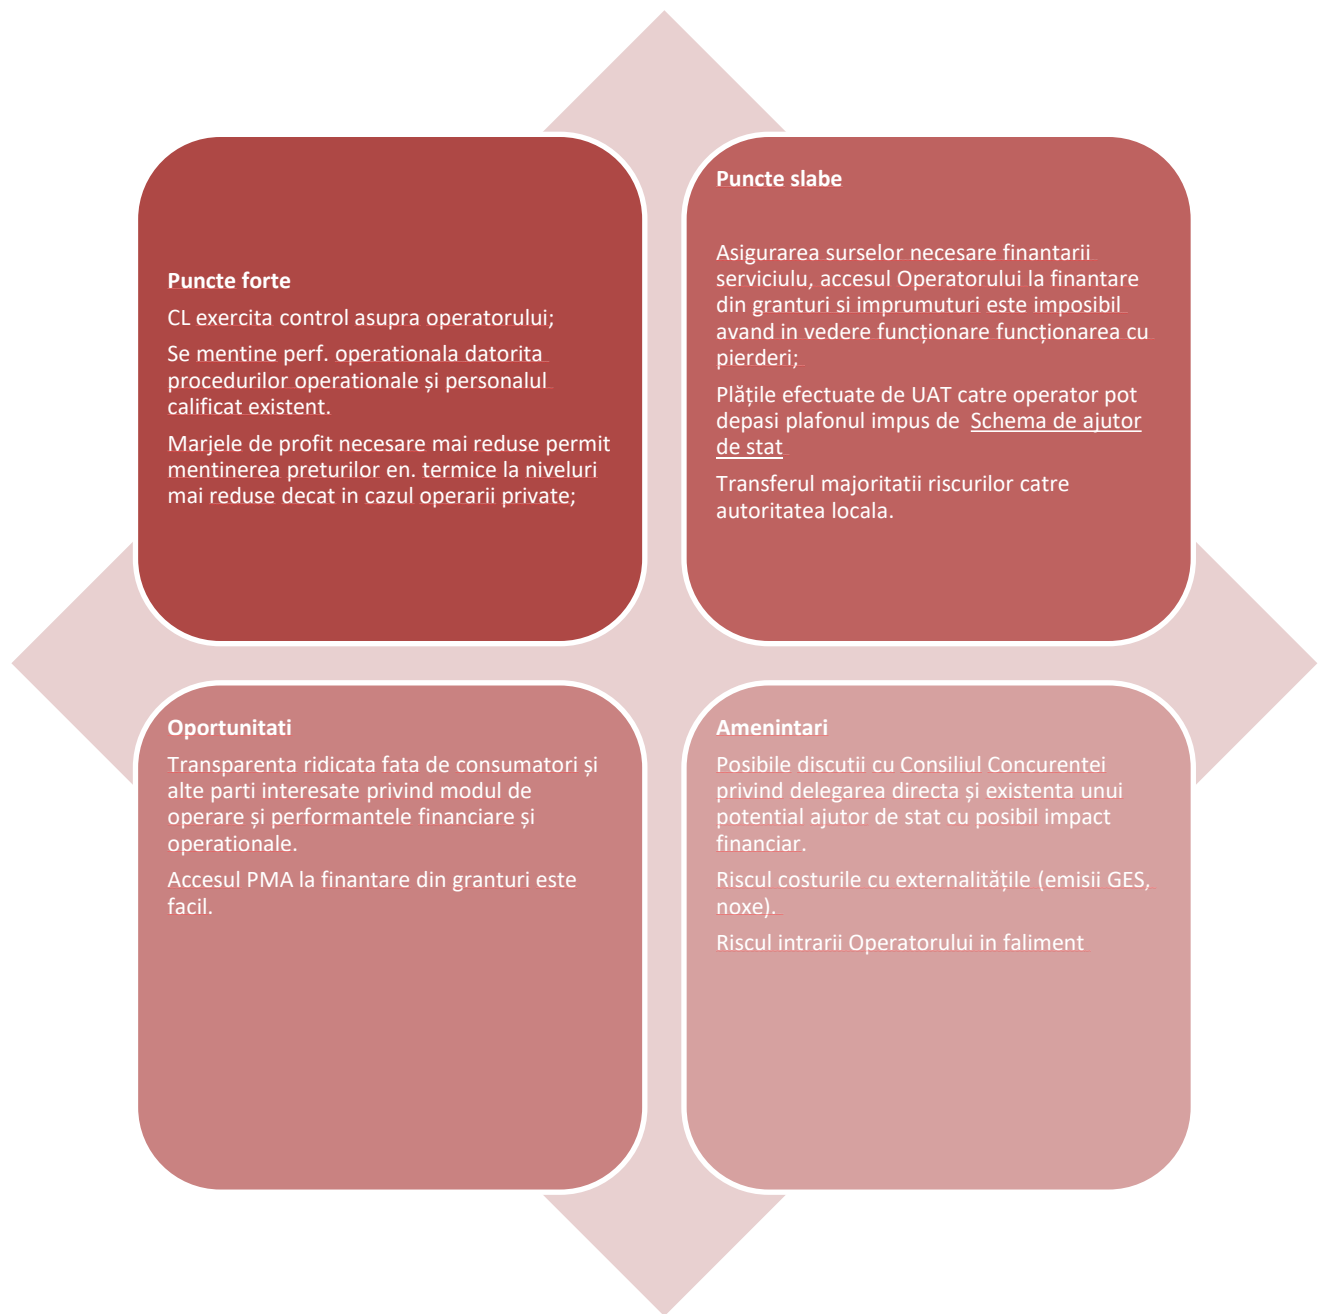 Puncte forte
CL exercita control asupra operatorului;
Se mentine perf. operationala datorita
procedurilor operationale și personalul
calificat existent.
Marjele de profit necesare mai reduse permit
mentinerea preturilor en. termice la niveluri
mai reduse decat in cazul operarii private;
Puncte slabe
Asigurarea surselor necesare finantarii
serviciulu, accesul Operatorului la finantare
din granturi si imprumuturi este imposibil
avand in vedere funcționare funcționarea cu
pierderi;
Plățile efectuate de UAT catre operator pot
depasi plafonul impus de Schema de ajutor
de stat
Transferul majoritatii riscurilor catre
autoritatea locala.
Oportunitati
Transparenta ridicata fata de consumatori și
alte parti interesate privind modul de
operare și performantele financiare și
operationale.
Accesul PMA la finantare din granturi este
facil.
Amenintari
Posibile discutii cu Consiliul Concurentei
privind delegarea directa și existenta unui
potential ajutor de stat cu posibil impact
financiar.
Riscul costurile cu externalitățile (emisii GES,
noxe).
Riscul intrarii Operatorului in faliment